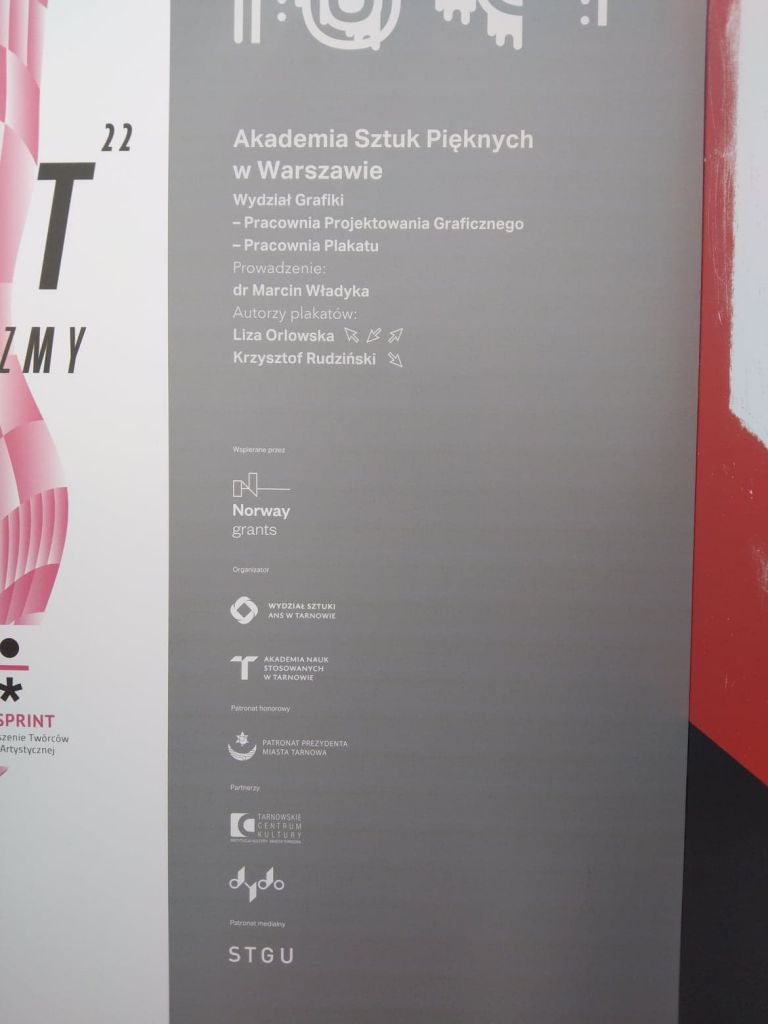 22
T
ZMY
SPRINT
szenie Twórców
Artystycznej
Akademia Sztuk Pięknych
w Warszawie
Wydział Grafiki
– Pracownia Projektowania Graficznego
– Pracownia Plakatu
Prowadzenie:
dr Marcin Władyka
Autorzy plakatów:
Liza Orlowska
Krzysztof Rudziński
Wspierane przez
Norway
grants
Organizator
WYDZIAŁ SZTUKI
ANS W TARNOWIE
AKADEMIA NAUK
STOSOWANYCH
W TARNOWIE
Patronat honorowy
PATRONAT PREZYDENTA
MIASTA TARNOWA
Partnerzy
TARNOWSKIE
CENTRUM
KULTURY
dydo
Patronat medialny
STGU